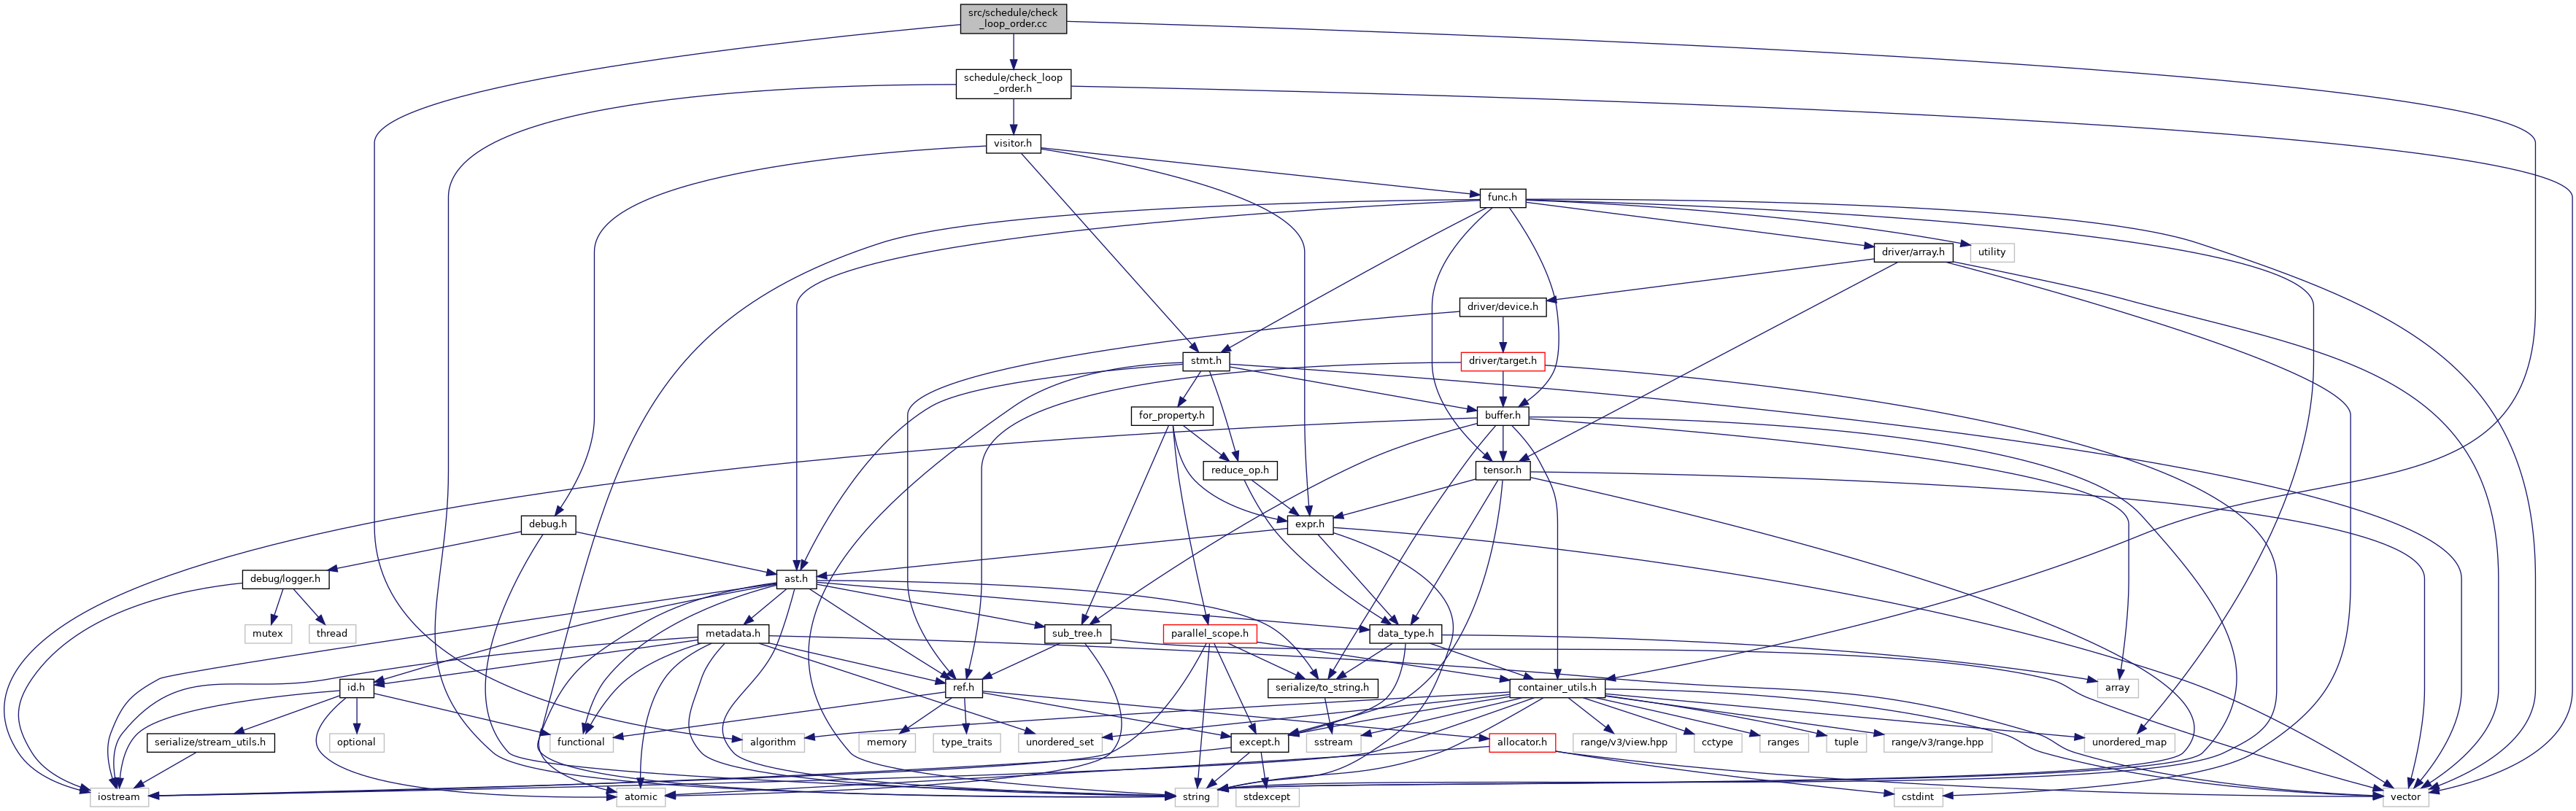 src/schedule/check
_loop_order.cc
schedule/check_loop
_order.h
visitor.h
func.h
driver/array.h
utility
driver/device.h
stmt.h
driver/target.h
for_property.h
buffer.h
reduce_op.h
tensor.h
debug.h
expr.h
debug/logger.h
ast.h
mutex
thread
metadata.h
sub_tree.h
parallel_scope.h
data_type.h
id.h
ref.h
serialize/to_string.h
container_utils.h
array
serialize/stream_utils.h
optional
functional
algorithm
memory
type_traits
unordered_set
except.h
sstream
allocator.h
range/v3/view.hpp
cctype
ranges
tuple
range/v3/range.hpp
unordered_map
iostream
atomic
string
stdexcept
cstdint
vector